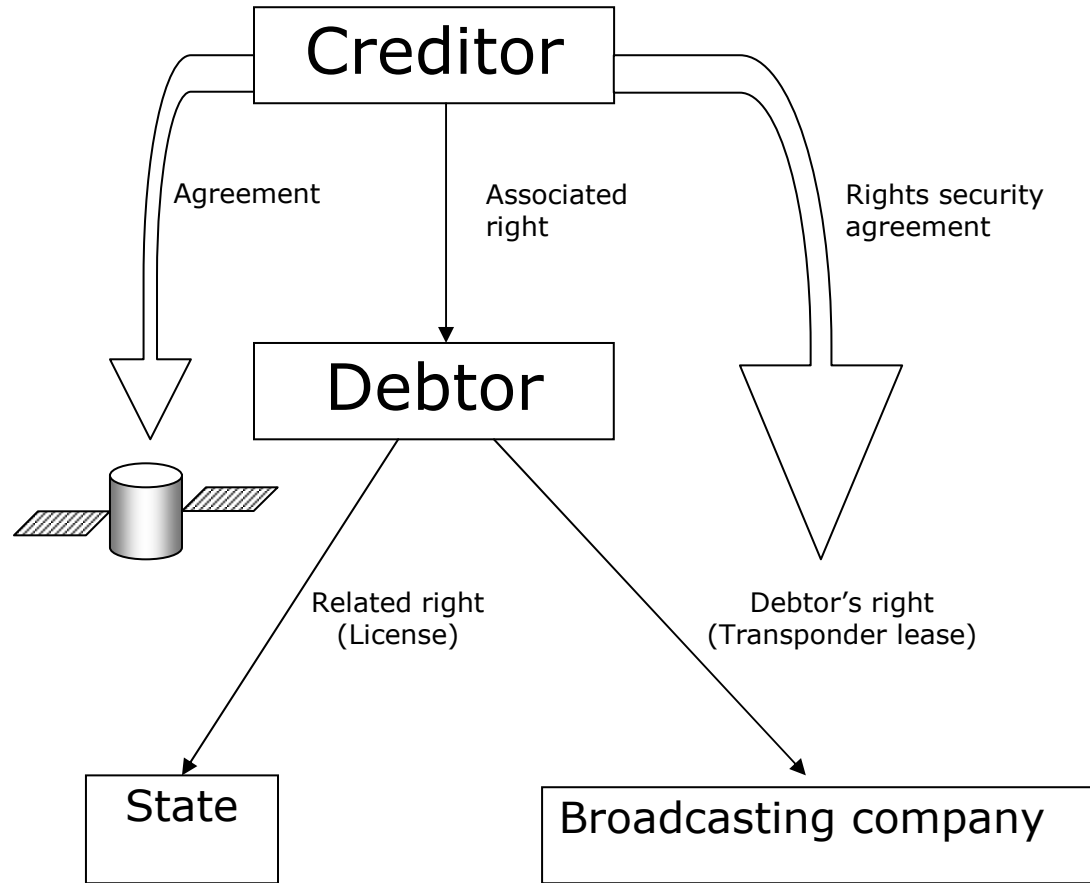 Creditor
Agreement
Associated
right
Rights security
agreement
Debtor
Related right
(License)
Debtor’s right
(Transponder lease)
State
Broadcasting company